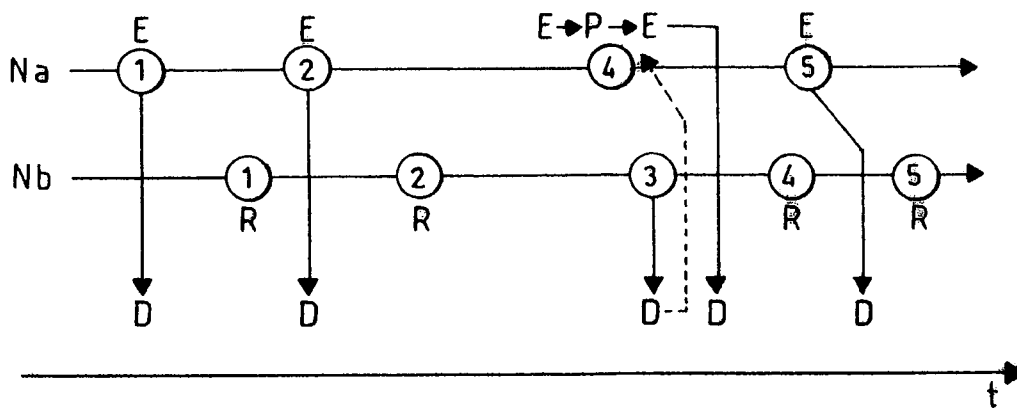 E E E→P→E E
Na 1 2 4 5
Nb 1 2 3 4 5
R R R R
D D D D D
t